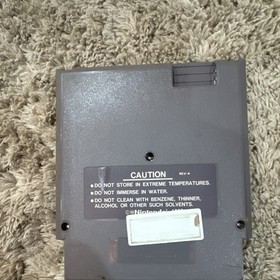 CAUTION REV-A
•DO NOT STORE IN EXTREME TEMPERATURES.
•DO NOT IMMERSE IN WATER.
•DO NOT CLEAN WITH BENZENE, THINNER,
ALCOHOL OR OTHER SUCH SOLVENTS.
©Nintendo